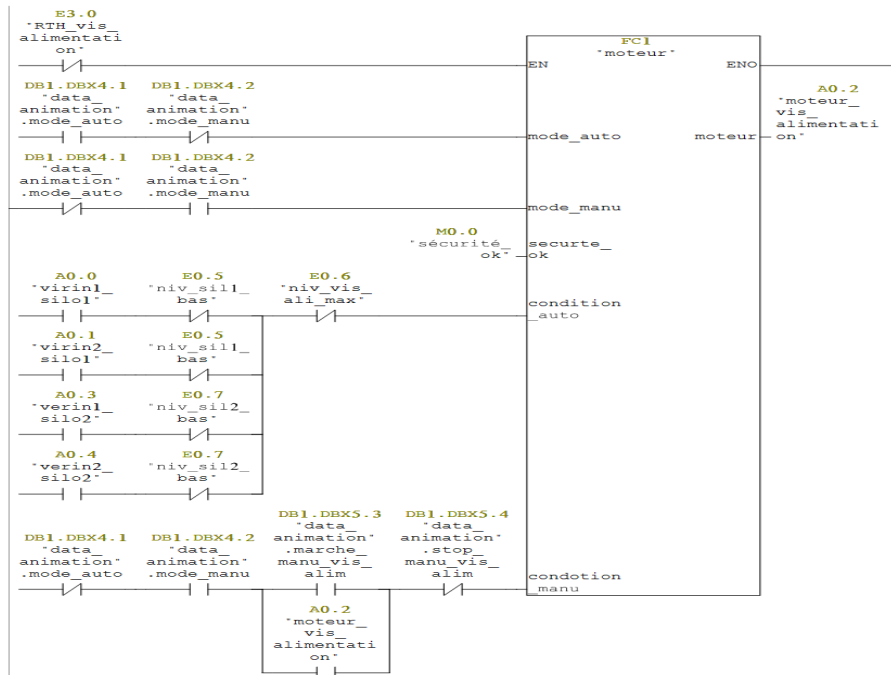 E3.0
"RTH_vis_
alimentati
on"
FC1
"moteur"
EN
ENO
DB1.DBX4.1
"data_
animation"
.mode_auto
DB1.DBX4.2
"data_
animation"
.mode_manu
mode_auto
moteur
A0.2
"moteur_
vis_
alimentati
on"
DB1.DBX4.1
"data_
animation"
.mode_auto
DB1.DBX4.2
"data_
animation"
.mode_manu
mode_manu
M0.0
"sécurité_
ok"
securte_
ok
A0.0
"virin1_
silo1"
E0.5
"niv_sil1_
bas"
E0.6
"niv_vis_
ali_max"
condition
_auto
A0.1
"virin2_
silo1"
E0.5
"niv_sil1_
bas"
A0.3
"verin1_
silo2"
E0.7
"niv_sil2_
bas"
A0.4
"verin2_
silo2"
E0.7
"niv_sil2_
bas"
DB1.DBX4.1
"data_
animation"
.mode_auto
DB1.DBX4.2
"data_
animation"
.mode_manu
DB1.DBX5.3
"data_
animation"
.marche_
manu_vis_
alim
DB1.DBX5.4
"data_
animation"
.stop_
manu_vis_
alim
condotion
_manu
A0.2
"moteur_
vis_
alimentati
on"